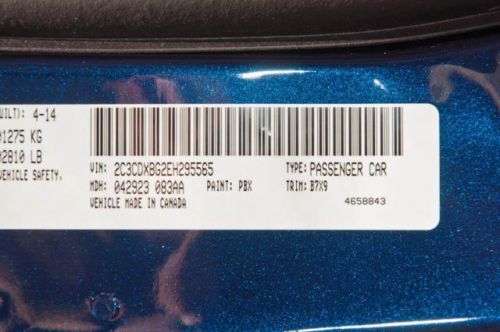 UILT): 4-14
1275 KG
2810 LB
VEHICLE SAFETY.
VIN: 2C3CDXBG2EH295565 TYPE: PASSENGER CAR
MDH: 042923 083AA PAINT: PBX TRIM: B7X9
VEHICLE MADE IN CANADA
4658843